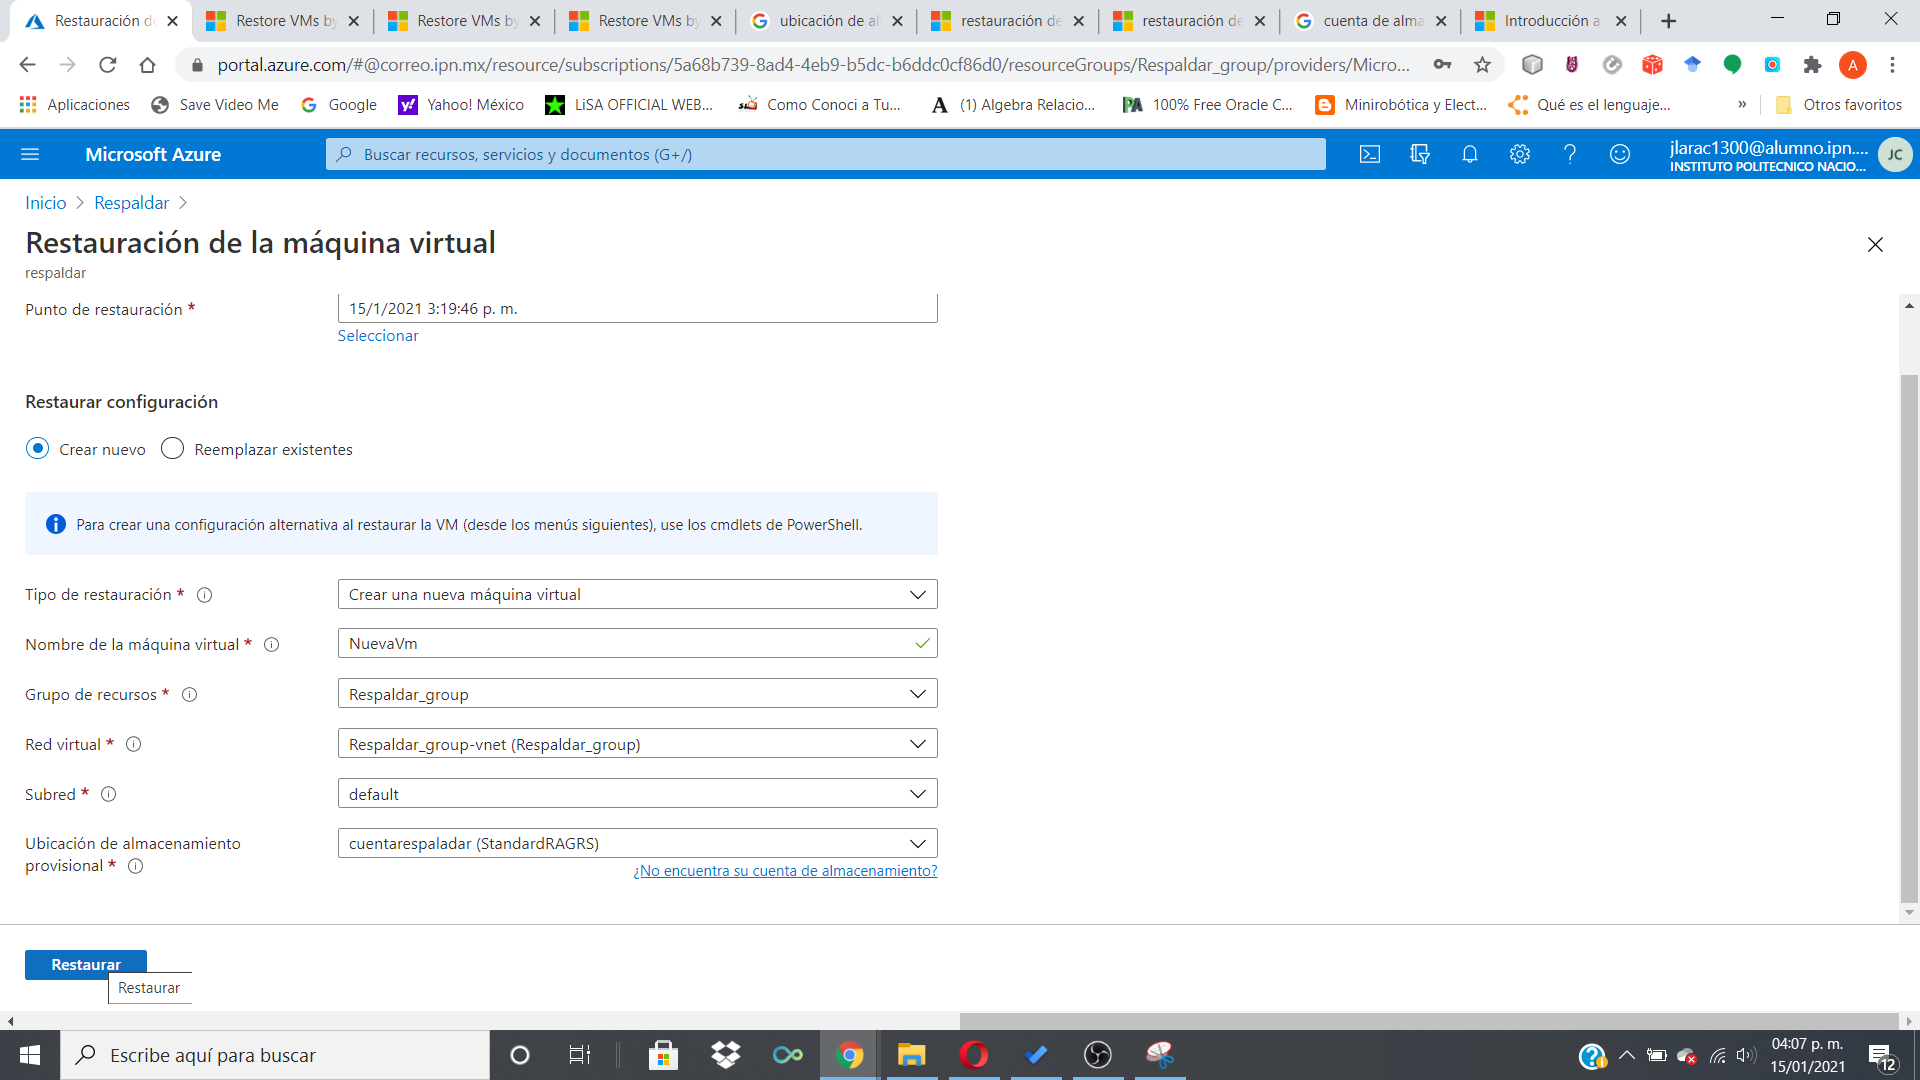 Restauración de
Restore VMs by
Restore VMs by
Restore VMs by
ubicación de al
restauración de
restauración de
cuenta de alma
Introducción a
portal.azure.com/#@correo.ipn.mx/resource/subscriptions/5a68b739-8ad4-4eb9-b5dc-b6ddc0cf86d0/resourceGroups/Respaldar_group/providers/Micro...
A
Aplicaciones
Save Video Me
Google
Yahoo! México
LiSA OFFICIAL WEB...
Como Conoci a Tu...
(1) Algebra Relacio...
100% Free Oracle C...
Minirobótica y Elect...
Qué es el lenguaje...
»
Otros favoritos
Microsoft Azure
Buscar recursos, servicios y documentos (G+/)
jlarac1300@alumno.ipn....
INSTITUTO POLITECNICO NACIO...
JC
Inicio > Respaldar >
Restauración de la máquina virtual
respaldar
Punto de restauración *
15/1/2021 3:19:46 p. m.
Seleccionar
Restaurar configuración
Crear nuevo
Reemplazar existentes
Para crear una configuración alternativa al restaurar la VM (desde los menús siguientes), use los cmdlets de PowerShell.
Tipo de restauración *
Crear una nueva máquina virtual
Nombre de la máquina virtual *
NuevaVm
Grupo de recursos *
Respaldar_group
Red virtual *
Respaldar_group-vnet (Respaldar_group)
Subred *
default
Ubicación de almacenamiento
provisional *
cuentarespaladar (StandardRAGRS)
¿No encuentra su cuenta de almacenamiento?
Restaurar
Restaurar
Escribe aquí para buscar
04:07 p. m.
15/01/2021
12